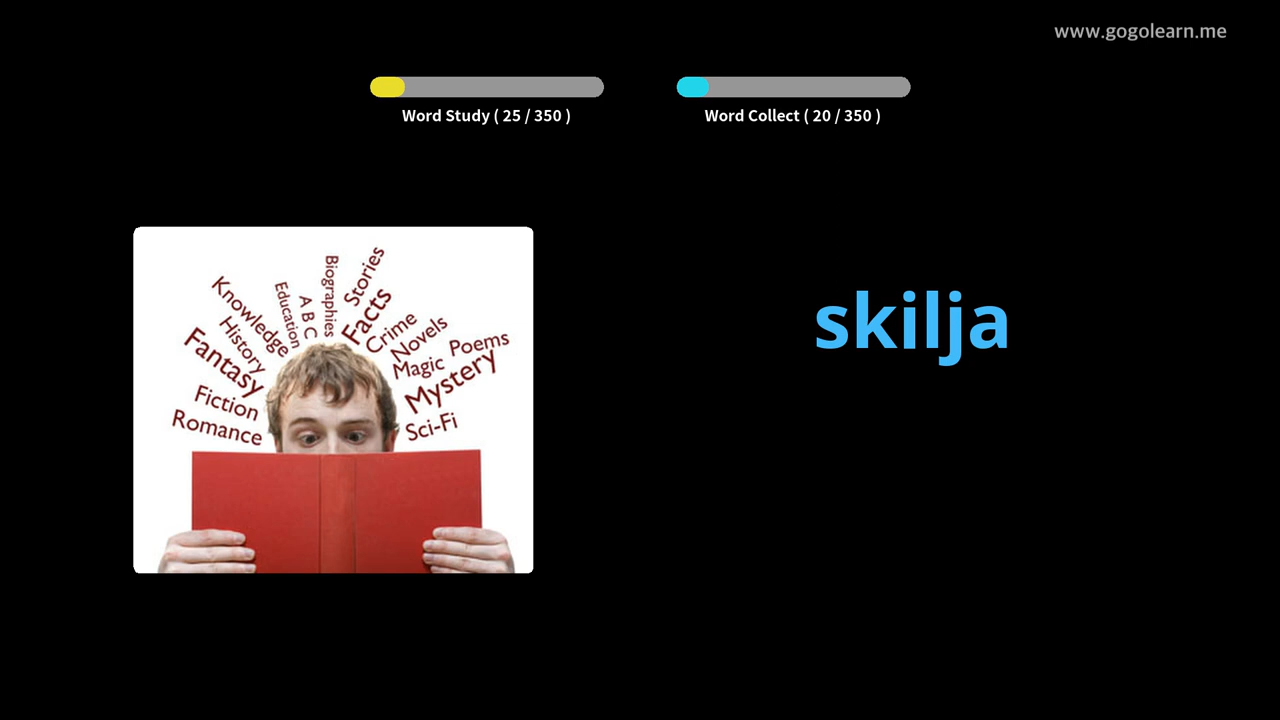 www.gogolearn.me
Word Study ( 25 / 350 )
Word Collect ( 20 / 350 )
Knowledge
Education
A B C
Biographies
Stories
Facts
Crime
Novels
Poems
History
Fantasy
Magic
Mystery
Fiction
Romance
Sci-Fi
skilja